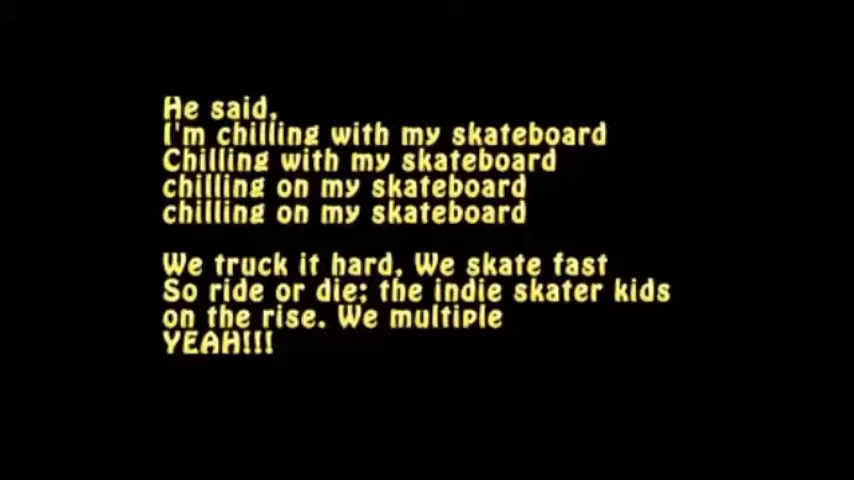 He said,
I'm chilling with my skateboard
Chilling with my skateboard
chilling on my skateboard
chilling on my skateboard
We truck it hard, We skate fast
So ride or die; the indie skater kids
on the rise. We multiple
YEAH!!!